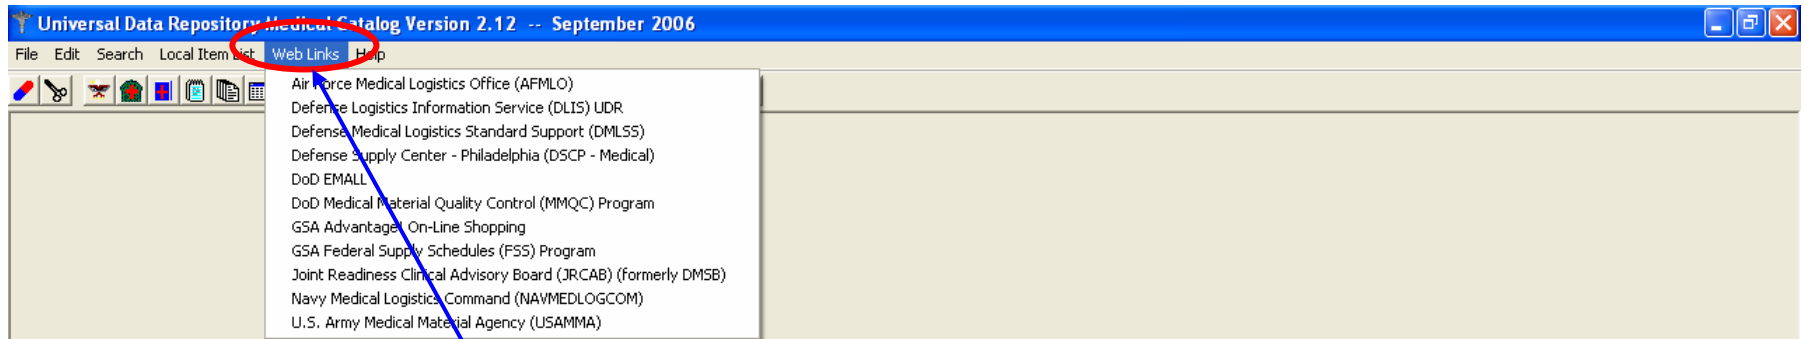 Universal Data Repository Medical Catalog Version 2.12 -- September 2006
File Edit Search Local Item List Web Links Help
Air Force Medical Logistics Office (AFMLO)
Defense Logistics Information Service (DLIS) UDR
Defense Medical Logistics Standard Support (DMLSS)
Defense Supply Center - Philadelphia (DSCP - Medical)
DoD EMALL
DoD Medical Material Quality Control (MMQC) Program
GSA Advantage! On-Line Shopping
GSA Federal Supply Schedules (FSS) Program
Joint Readiness Clinical Advisory Board (JRCAB) (formerly DMSB)
Navy Medical Logistics Command (NAVMEDLOGCOM)
U.S. Army Medical Material Agency (USAMMA)